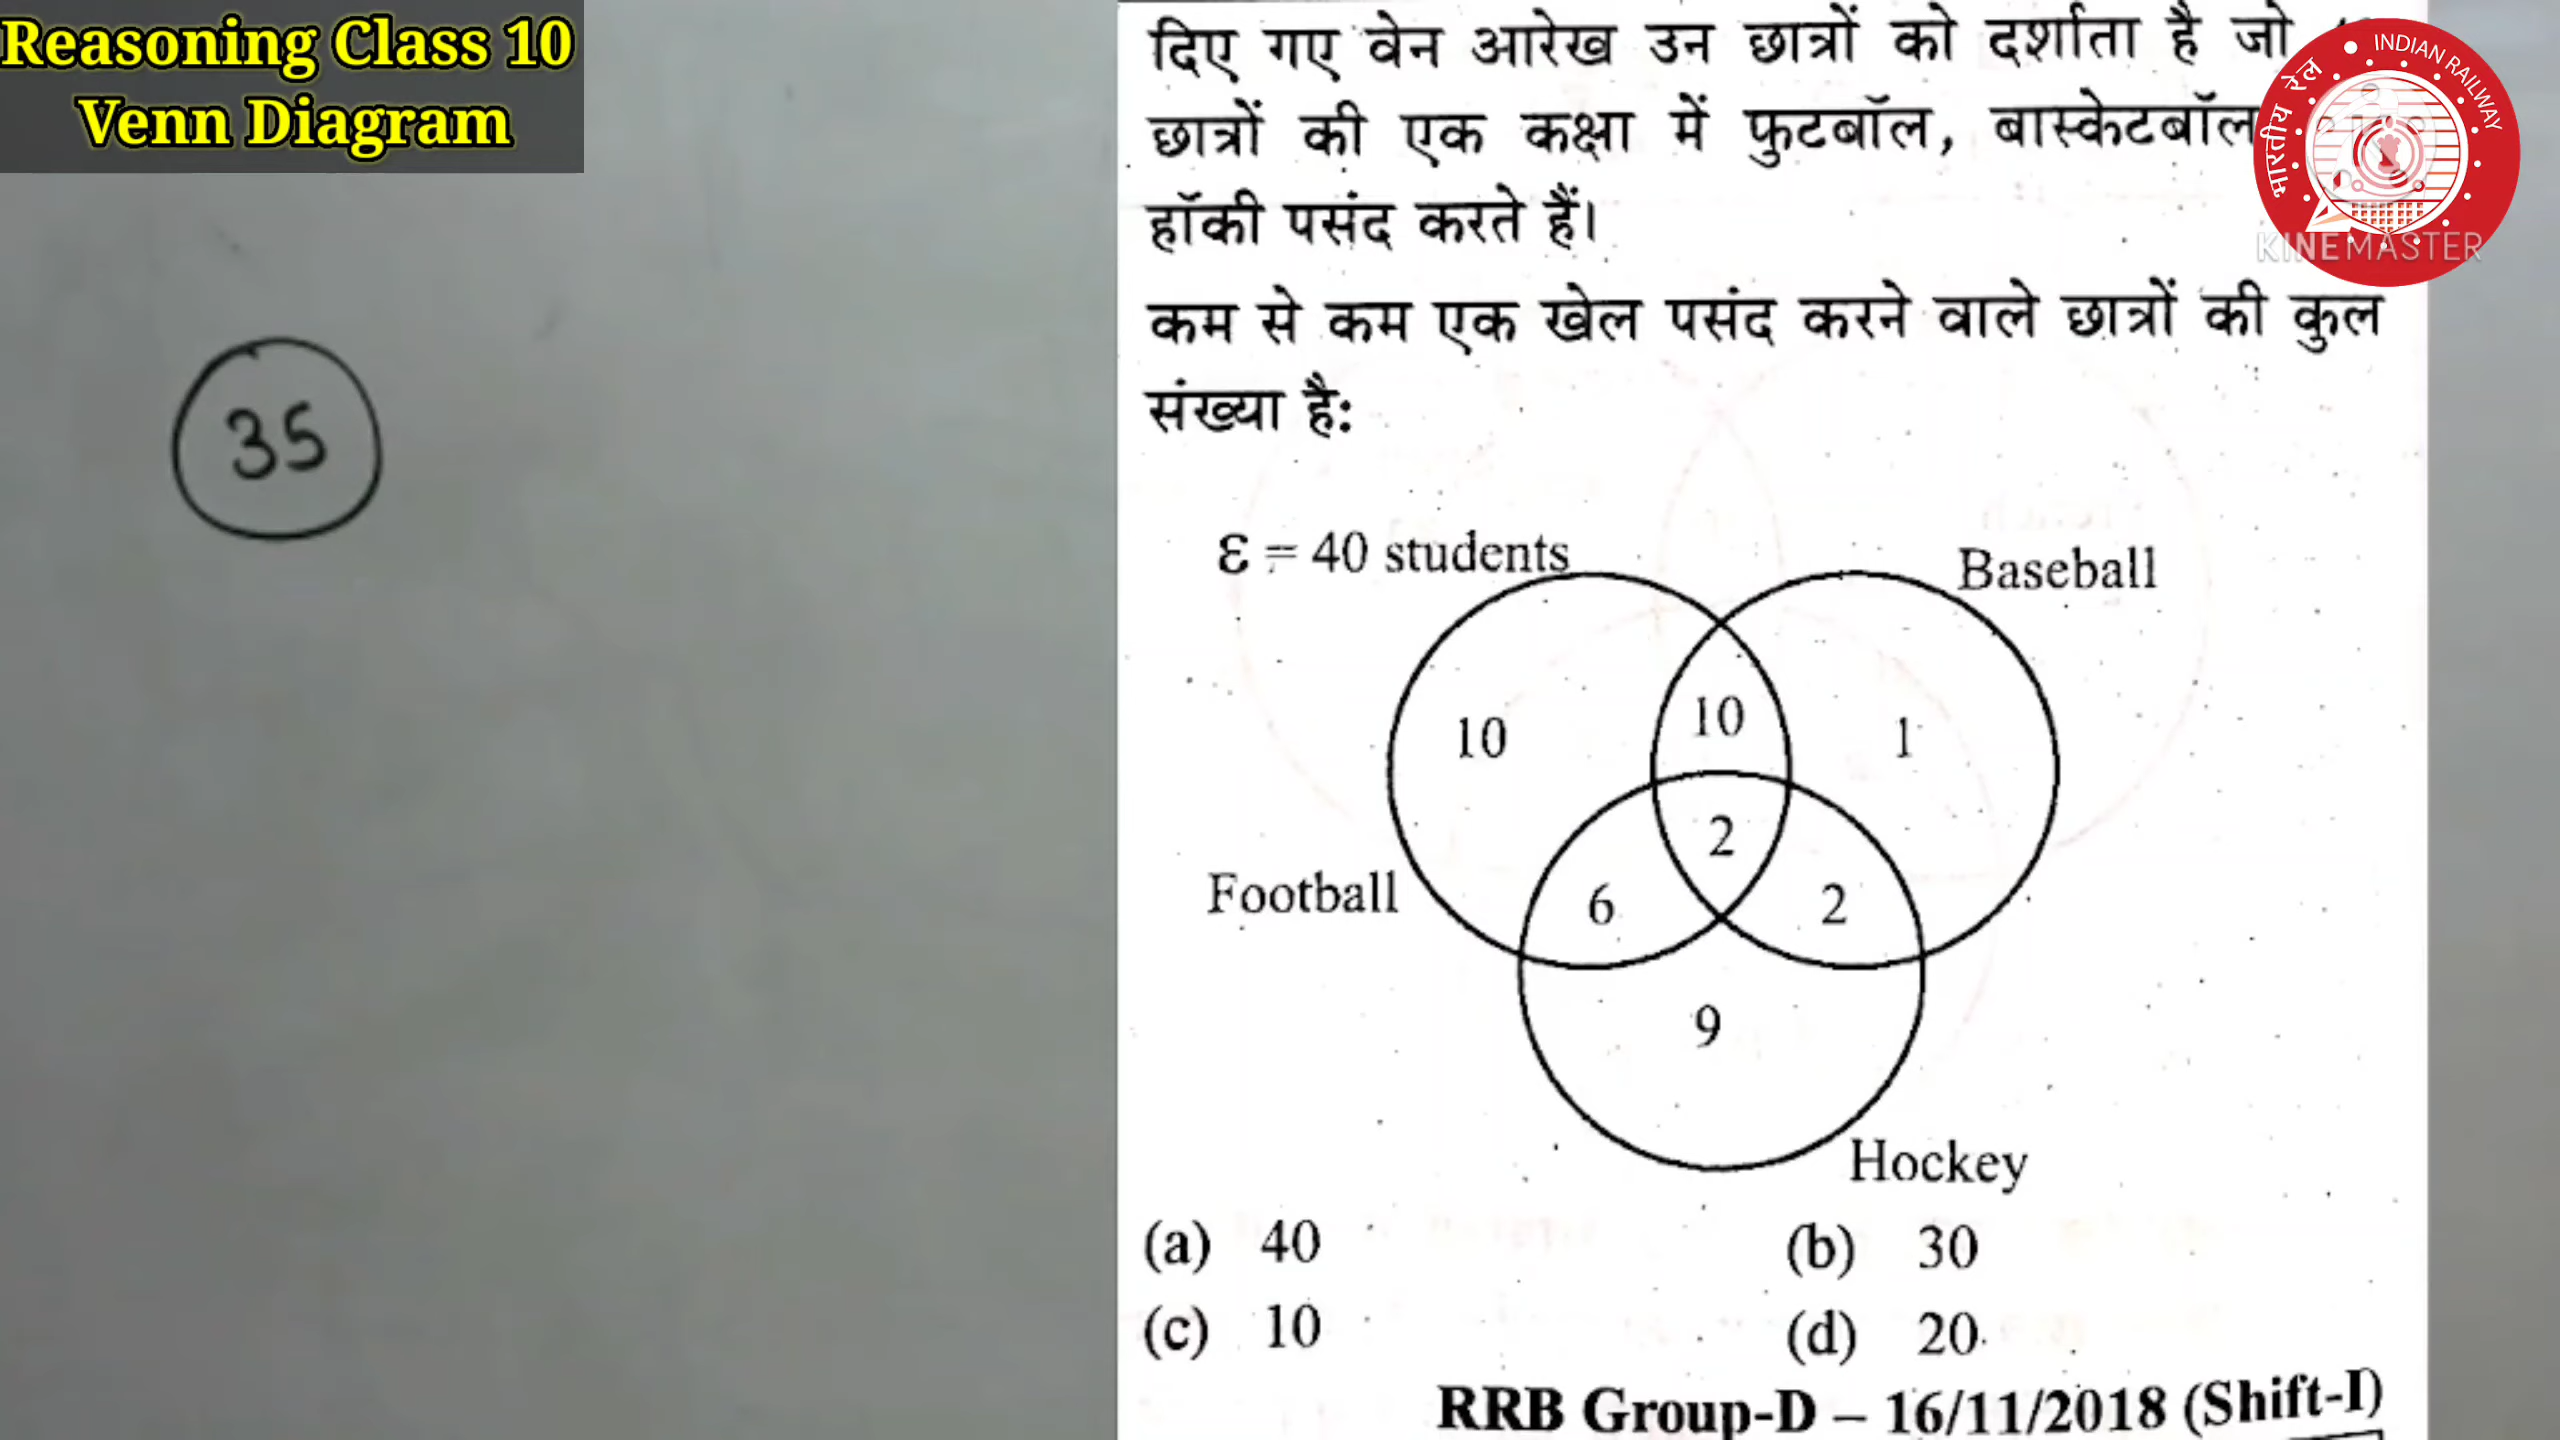 Reasoning Class 10
Venn Diagram
दिए गए वेन आरेख उन छात्रों को दर्शाता है जो
छात्रों की एक कक्षा में फुटबॉल, बास्केटबॉल
हॉकी पसंद करते हैं।
कम से कम एक खेल पसंद करने वाले छात्रों की कुल
संख्या है:
INDIAN RAILWAY
भारतीय रेल
KINEMASTER
35
ε = 40 students
Baseball
10
10
1
2
Football
6
2
9
Hockey
(a) 40
(b) 30
(c) 10
(d) 20
RRB Group-D – 16/11/2018 (Shift-I)